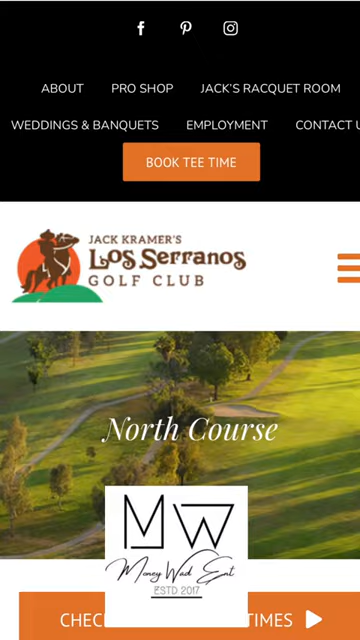 ABOUT
PRO SHOP
JACK'S RACQUET ROOM
WEDDINGS & BANQUETS
EMPLOYMENT
CONTACT U
BOOK TEE TIME
JACK KRAMER'S
Los Serranos
GOLF CLUB
North Course
MW
Money Wad Ent
ESTD 2017
CHEC
TIMES